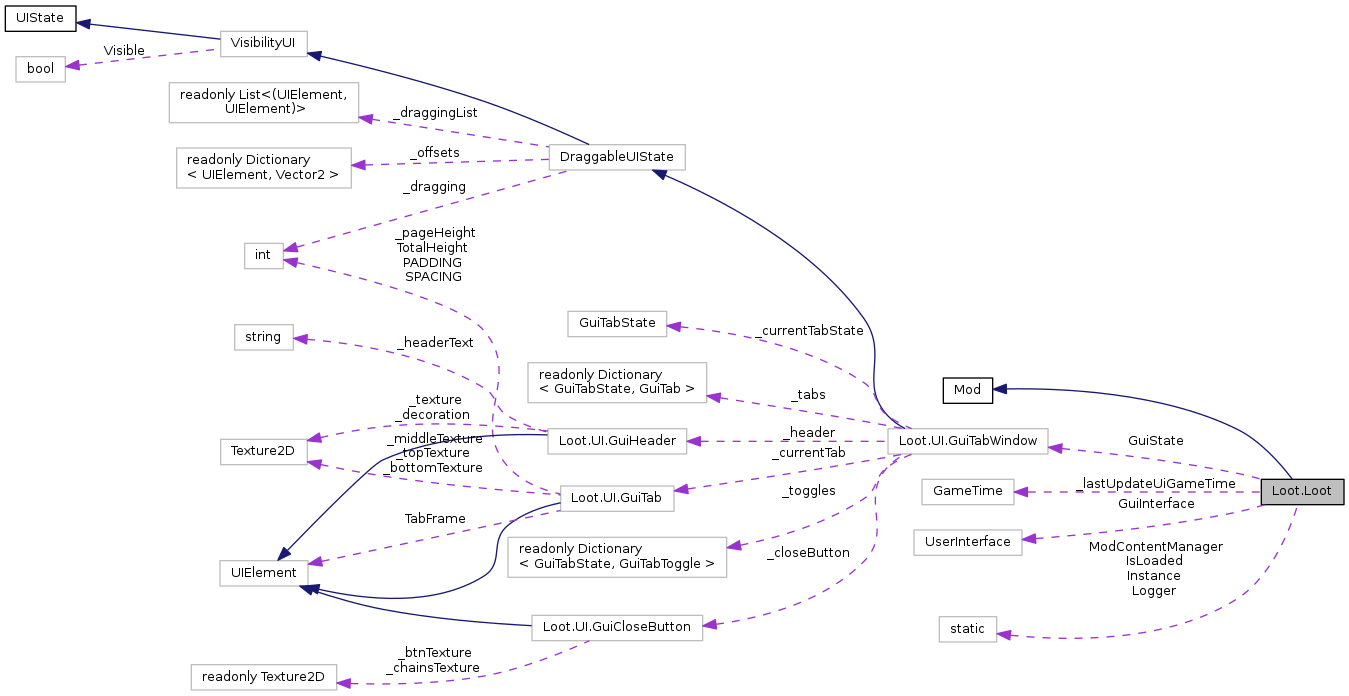 UIState
VisibilityUI
Visible
bool
readonly List<(UIElement,
UIElement)>
_draggingList
readonly Dictionary
< UIElement, Vector2 >
_offsets
DraggableUIState
_dragging
int
_pageHeight
TotalHeight
PADDING
SPACING
GuiTabState
_currentTabState
string
_headerText
readonly Dictionary
< GuiTabState, GuiTab >
_tabs
Mod
_texture
_decoration
Texture2D
_middleTexture
_topTexture
_bottomTexture
Loot.UI.GuiHeader
_header
Loot.UI.GuiTabWindow
_currentTab
GuiState
Loot.UI.GuiTab
_toggles
GameTime
_lastUpdateUiGameTime
Loot.Loot
GuiInterface
TabFrame
UserInterface
readonly Dictionary
< GuiTabState, GuiTabToggle >
_closeButton
ModContentManager
IsLoaded
Instance
Logger
UIElement
Loot.UI.GuiCloseButton
static
_btnTexture
_chainsTexture
readonly Texture2D